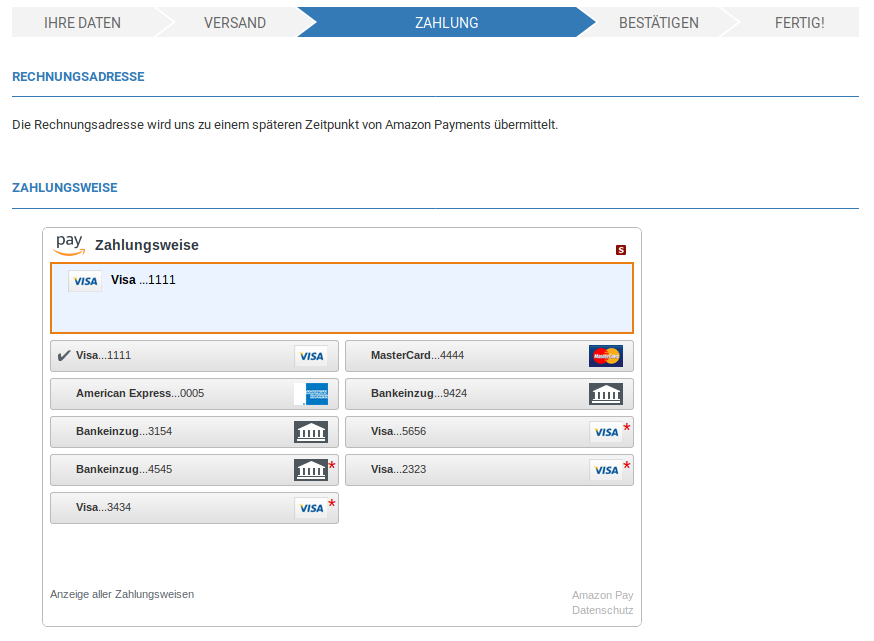 IHRE DATEN VERSAND ZAHLUNG BESTÄTIGEN FERTIG!
RECHNUNGSADRESSE
Die Rechnungsadresse wird uns zu einem späteren Zeitpunkt von Amazon Payments übermittelt.
ZAHLUNGSWEISE
pay Zahlungsweise S
VISA Visa ...1111
✔ Visa...1111 VISA MasterCard...4444 MasterCard
American Express...0005 Bankeinzug...9424
Bankeinzug...3154 Visa...5656 VISA *
Bankeinzug...4545 * Visa...2323 VISA *
Visa...3434 VISA *
Anzeige aller Zahlungsweisen Amazon Pay
Datenschutz